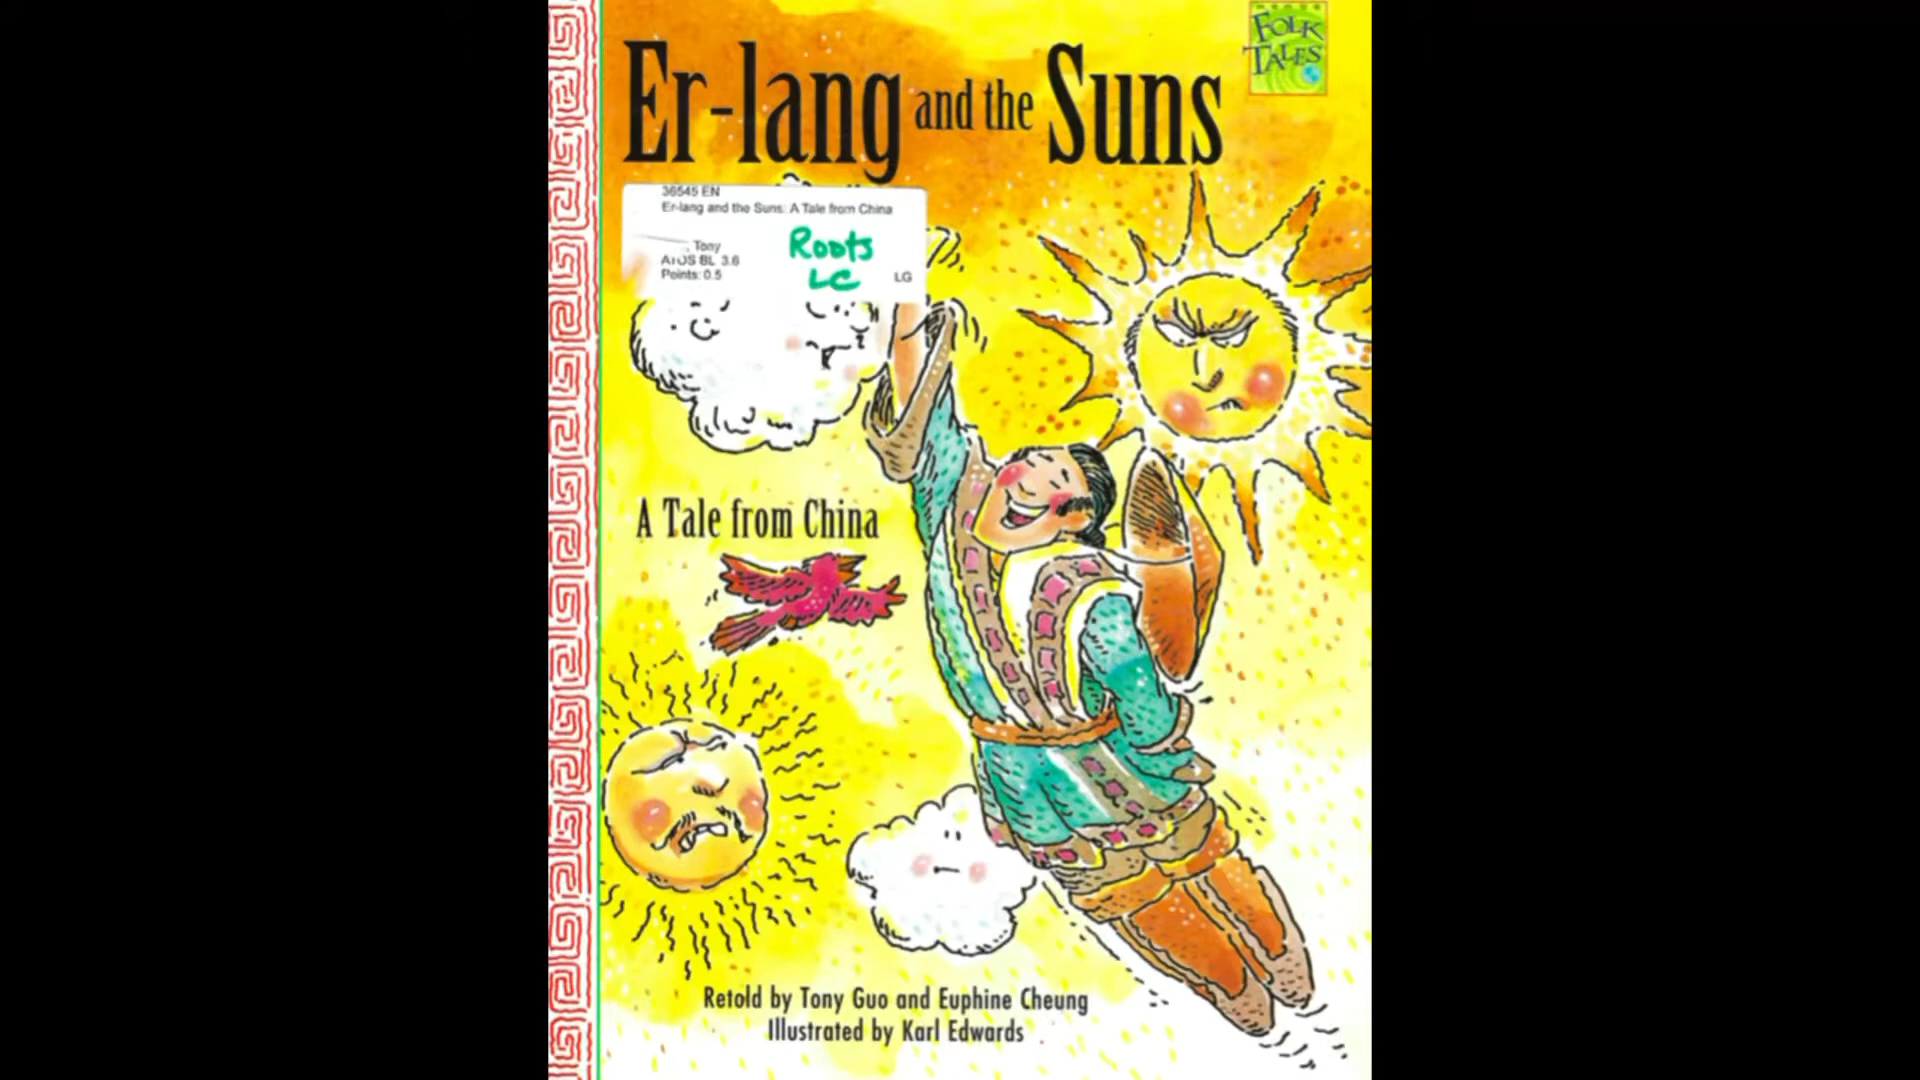 FOLK
TALES
Er-lang and the Suns
36545 EN
Er-lang and the Suns: A Tale from China
Tony
ATOS BL 3.6
Points: 0.5
LG
Roots
LC
A Tale from China
Retold by Tony Guo and Euphine Cheung
Illustrated by Karl Edwards